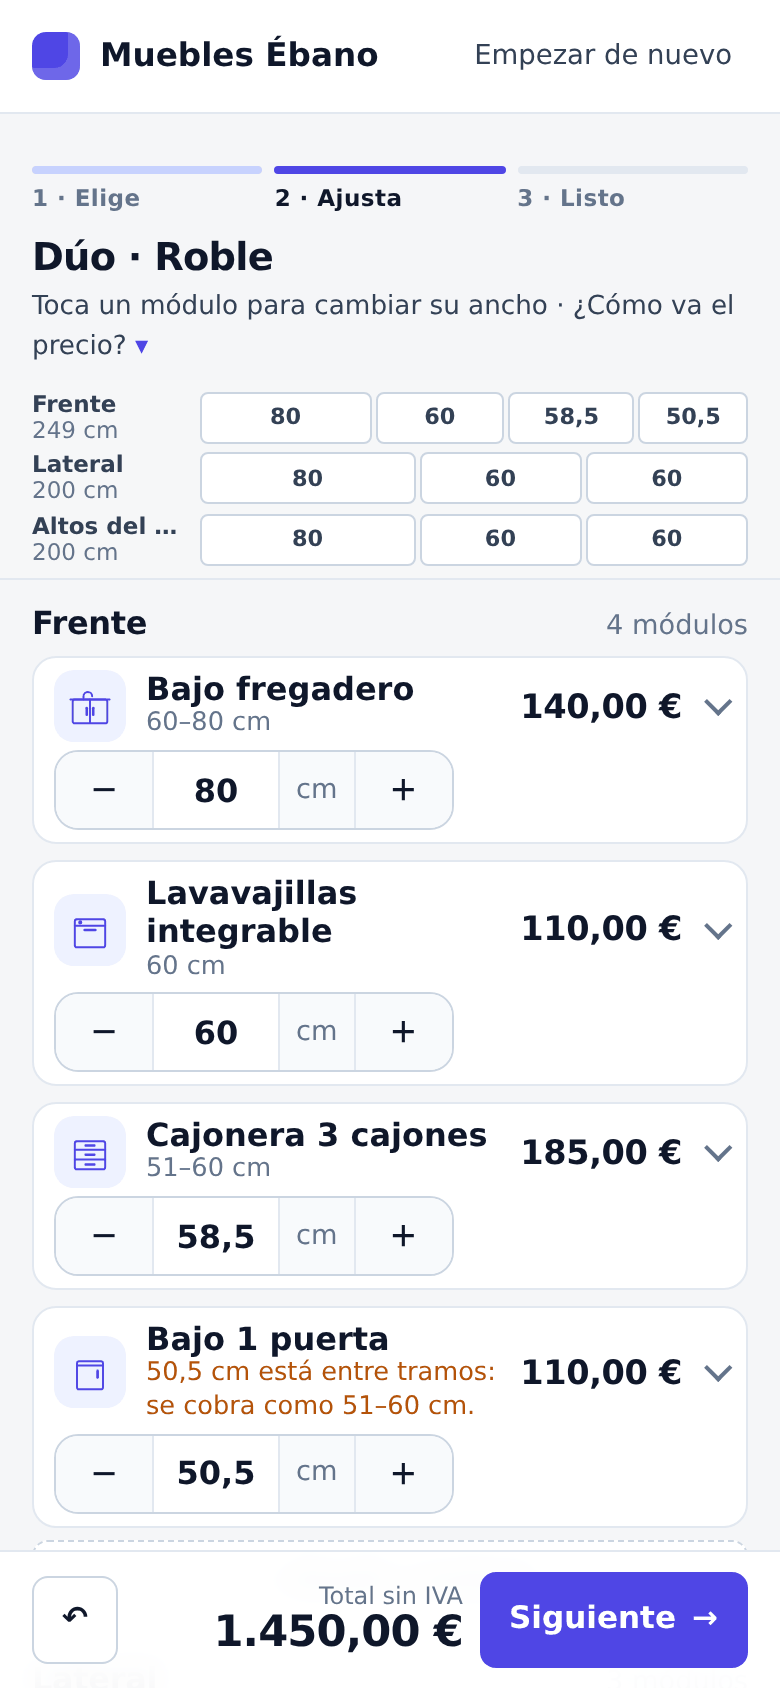 Muebles Ébano
Empezar de nuevo
1 · Elige
2 · Ajusta
3 · Listo
Dúo · Roble
Toca un módulo para cambiar su ancho · ¿Cómo va el
precio? ▾
Frente
249 cm
80
60
58,5
50,5
Lateral
200 cm
80
60
60
Altos del ...
200 cm
80
60
60
Frente
4 módulos
Bajo fregadero
60–80 cm
140,00 €
− 80 cm +
Lavavajillas
integrable
60 cm
110,00 €
− 60 cm +
Cajonera 3 cajones
51–60 cm
185,00 €
− 58,5 cm +
Bajo 1 puerta
50,5 cm está entre tramos:
se cobra como 51–60 cm.
110,00 €
− 50,5 cm +
↶
Total sin IVA
1.450,00 €
Siguiente →
Lateral